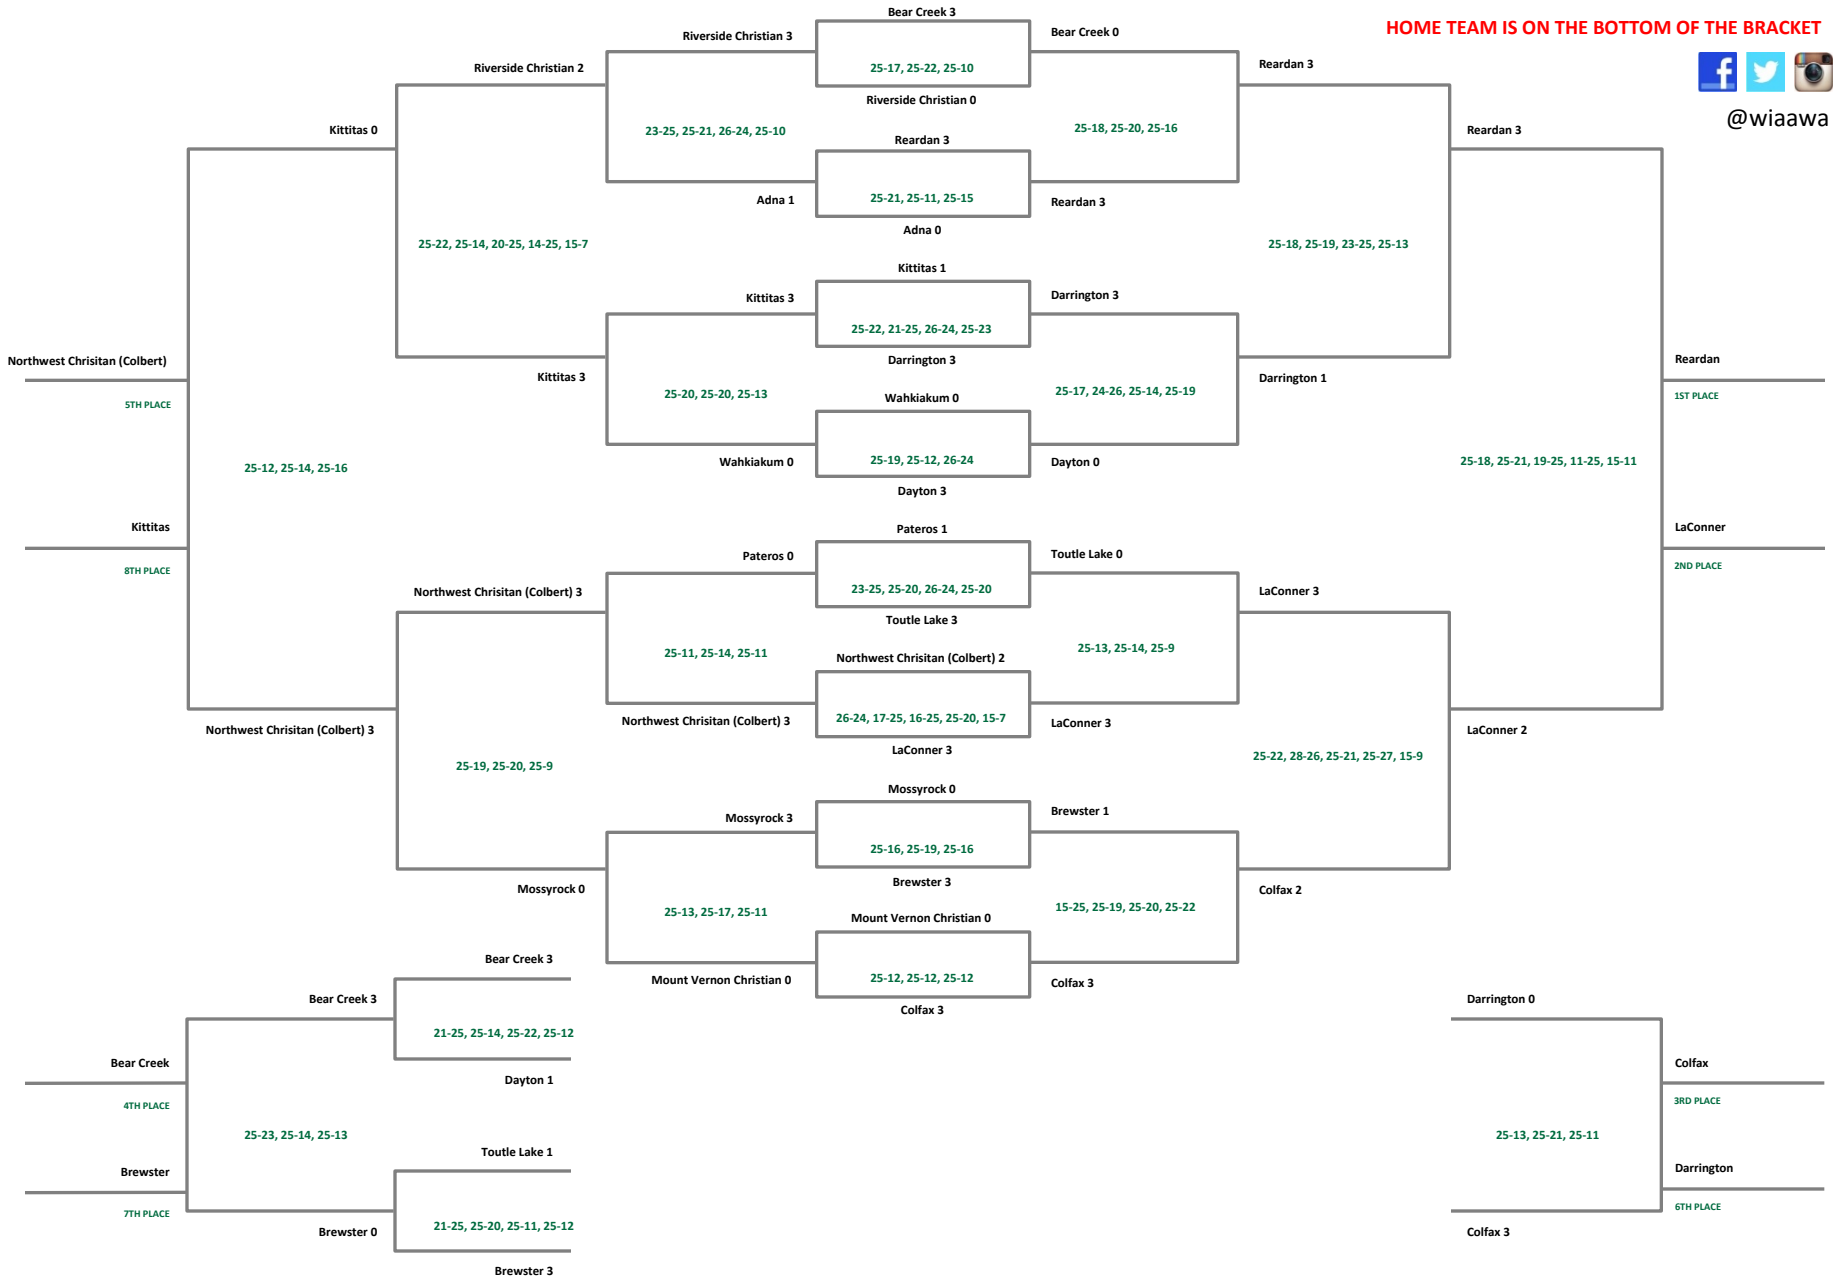 Bear Creek 3
HOME TEAM IS ON THE BOTTOM OF THE BRACKET
Riverside Christian 3
Bear Creek 0
Riverside Christian 2
25-17, 25-22, 25-10
Reardan 3
Riverside Christian 0
@wiaawa
Kittitas 0
23-25, 25-21, 26-24, 25-10
25-18, 25-20, 25-16
Reardan 3
Reardan 3
Adna 1
25-21, 25-11, 25-15
Reardan 3
Adna 0
25-22, 25-14, 20-25, 14-25, 15-7
25-18, 25-19, 23-25, 25-13
Kittitas 1
Kittitas 3
Darrington 3
25-22, 21-25, 26-24, 25-23
Northwest Chrisitan (Colbert)
Darrington 3
Reardan
Kittitas 3
Darrington 1
25-20, 25-20, 25-13
25-17, 24-26, 25-14, 25-19
5TH PLACE
Wahkiakum 0
1ST PLACE
25-12, 25-14, 25-16
Wahkiakum 0
25-19, 25-12, 26-24
Dayton 0
25-18, 25-21, 19-25, 11-25, 15-11
Dayton 3
Kittitas
Pateros 1
LaConner
Pateros 0
Toutle Lake 0
8TH PLACE
2ND PLACE
Northwest Chrisitan (Colbert) 3
23-25, 25-20, 26-24, 25-20
LaConner 3
Toutle Lake 3
25-11, 25-14, 25-11
25-13, 25-14, 25-9
Northwest Chrisitan (Colbert) 2
Northwest Chrisitan (Colbert) 3
26-24, 17-25, 16-25, 25-20, 15-7
LaConner 3
Northwest Chrisitan (Colbert) 3
LaConner 2
LaConner 3
25-19, 25-20, 25-9
25-22, 28-26, 25-21, 25-27, 15-9
Mossyrock 0
Mossyrock 3
Brewster 1
25-16, 25-19, 25-16
Mossyrock 0
Brewster 3
Colfax 2
25-13, 25-17, 25-11
15-25, 25-19, 25-20, 25-22
Mount Vernon Christian 0
Bear Creek 3
Mount Vernon Christian 0
25-12, 25-12, 25-12
Colfax 3
Bear Creek 3
Colfax 3
Darrington 0
21-25, 25-14, 25-22, 25-12
Bear Creek
Colfax
Dayton 1
4TH PLACE
3RD PLACE
25-23, 25-14, 25-13
25-13, 25-21, 25-11
Toutle Lake 1
Brewster
Darrington
7TH PLACE
6TH PLACE
Brewster 0
21-25, 25-20, 25-11, 25-12
Colfax 3
Brewster 3